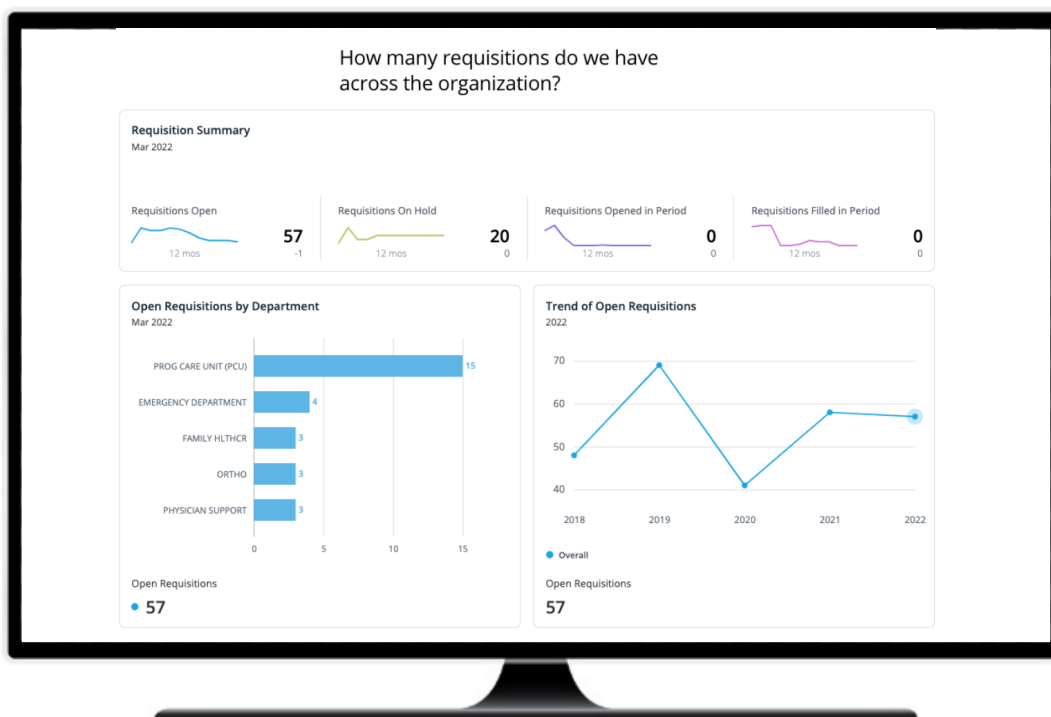 How many requisitions do we have
across the organization?
Requisition Summary
Mar 2022
Requisitions Open
57
12 mos
-1
Requisitions On Hold
20
12 mos
0
Requisitions Opened in Period
0
12 mos
0
Requisitions Filled in Period
0
12 mos
0
Open Requisitions by Department
Mar 2022
PROG CARE UNIT (PCU)
15
EMERGENCY DEPARTMENT
4
FAMILY HLTHCR
3
ORTHO
3
PHYSICIAN SUPPORT
3
0 5 10 15
Open Requisitions
57
Trend of Open Requisitions
2022
70
60
50
40
2018 2019 2020 2021 2022
Overall
Open Requisitions
57